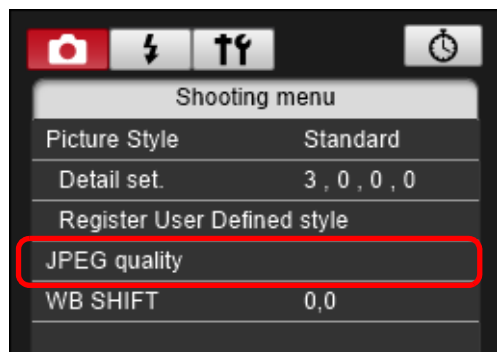 Shooting menu
Picture Style Standard
Detail set. 3 , 0 , 0 , 0
Register User Defined style
JPEG quality
WB SHIFT 0,0